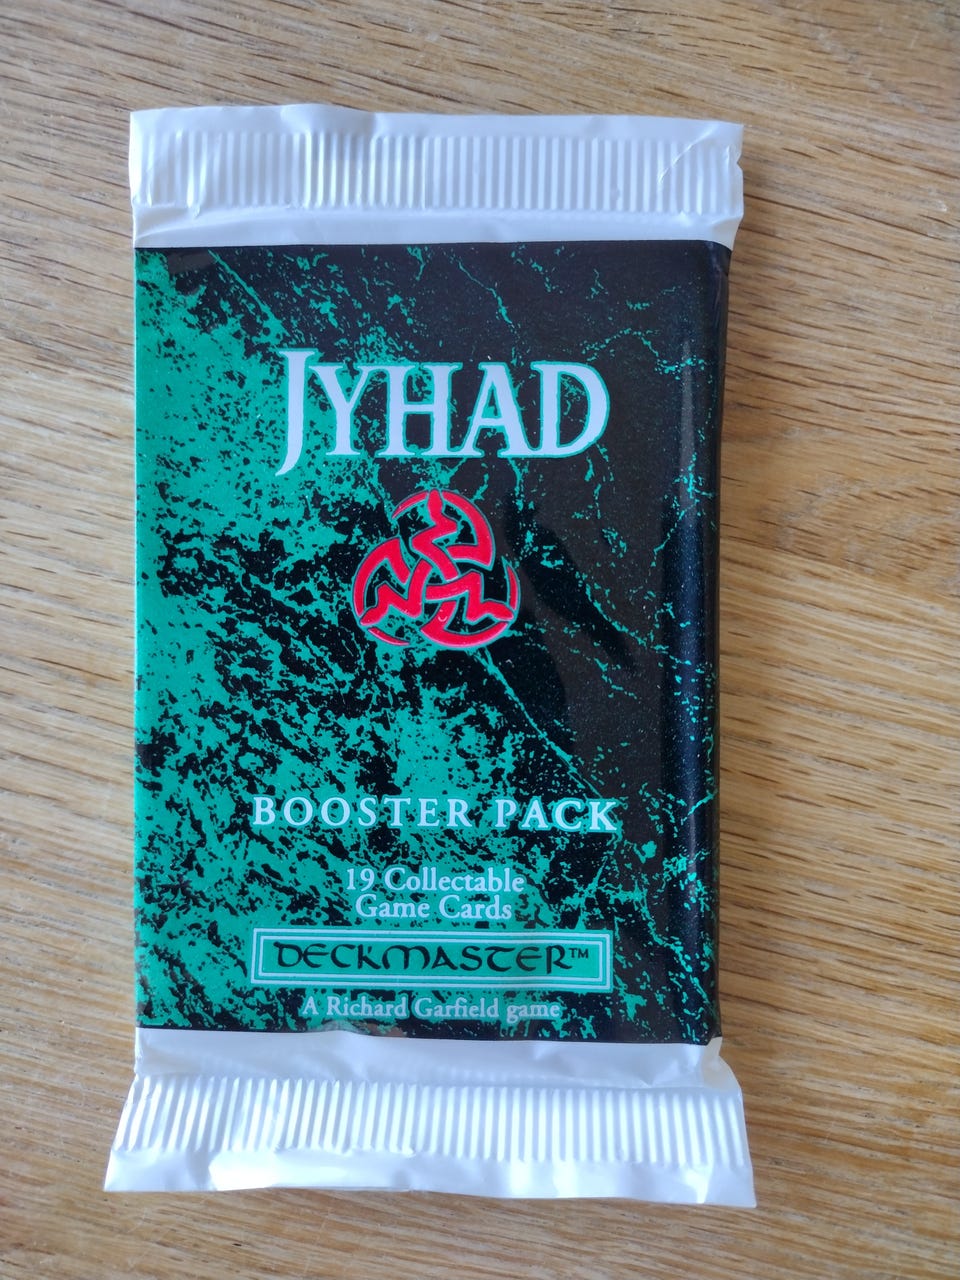 JYHAD
BOOSTER PACK
19 Collectable
Game Cards
DECKMASTER™
A Richard Garfield game